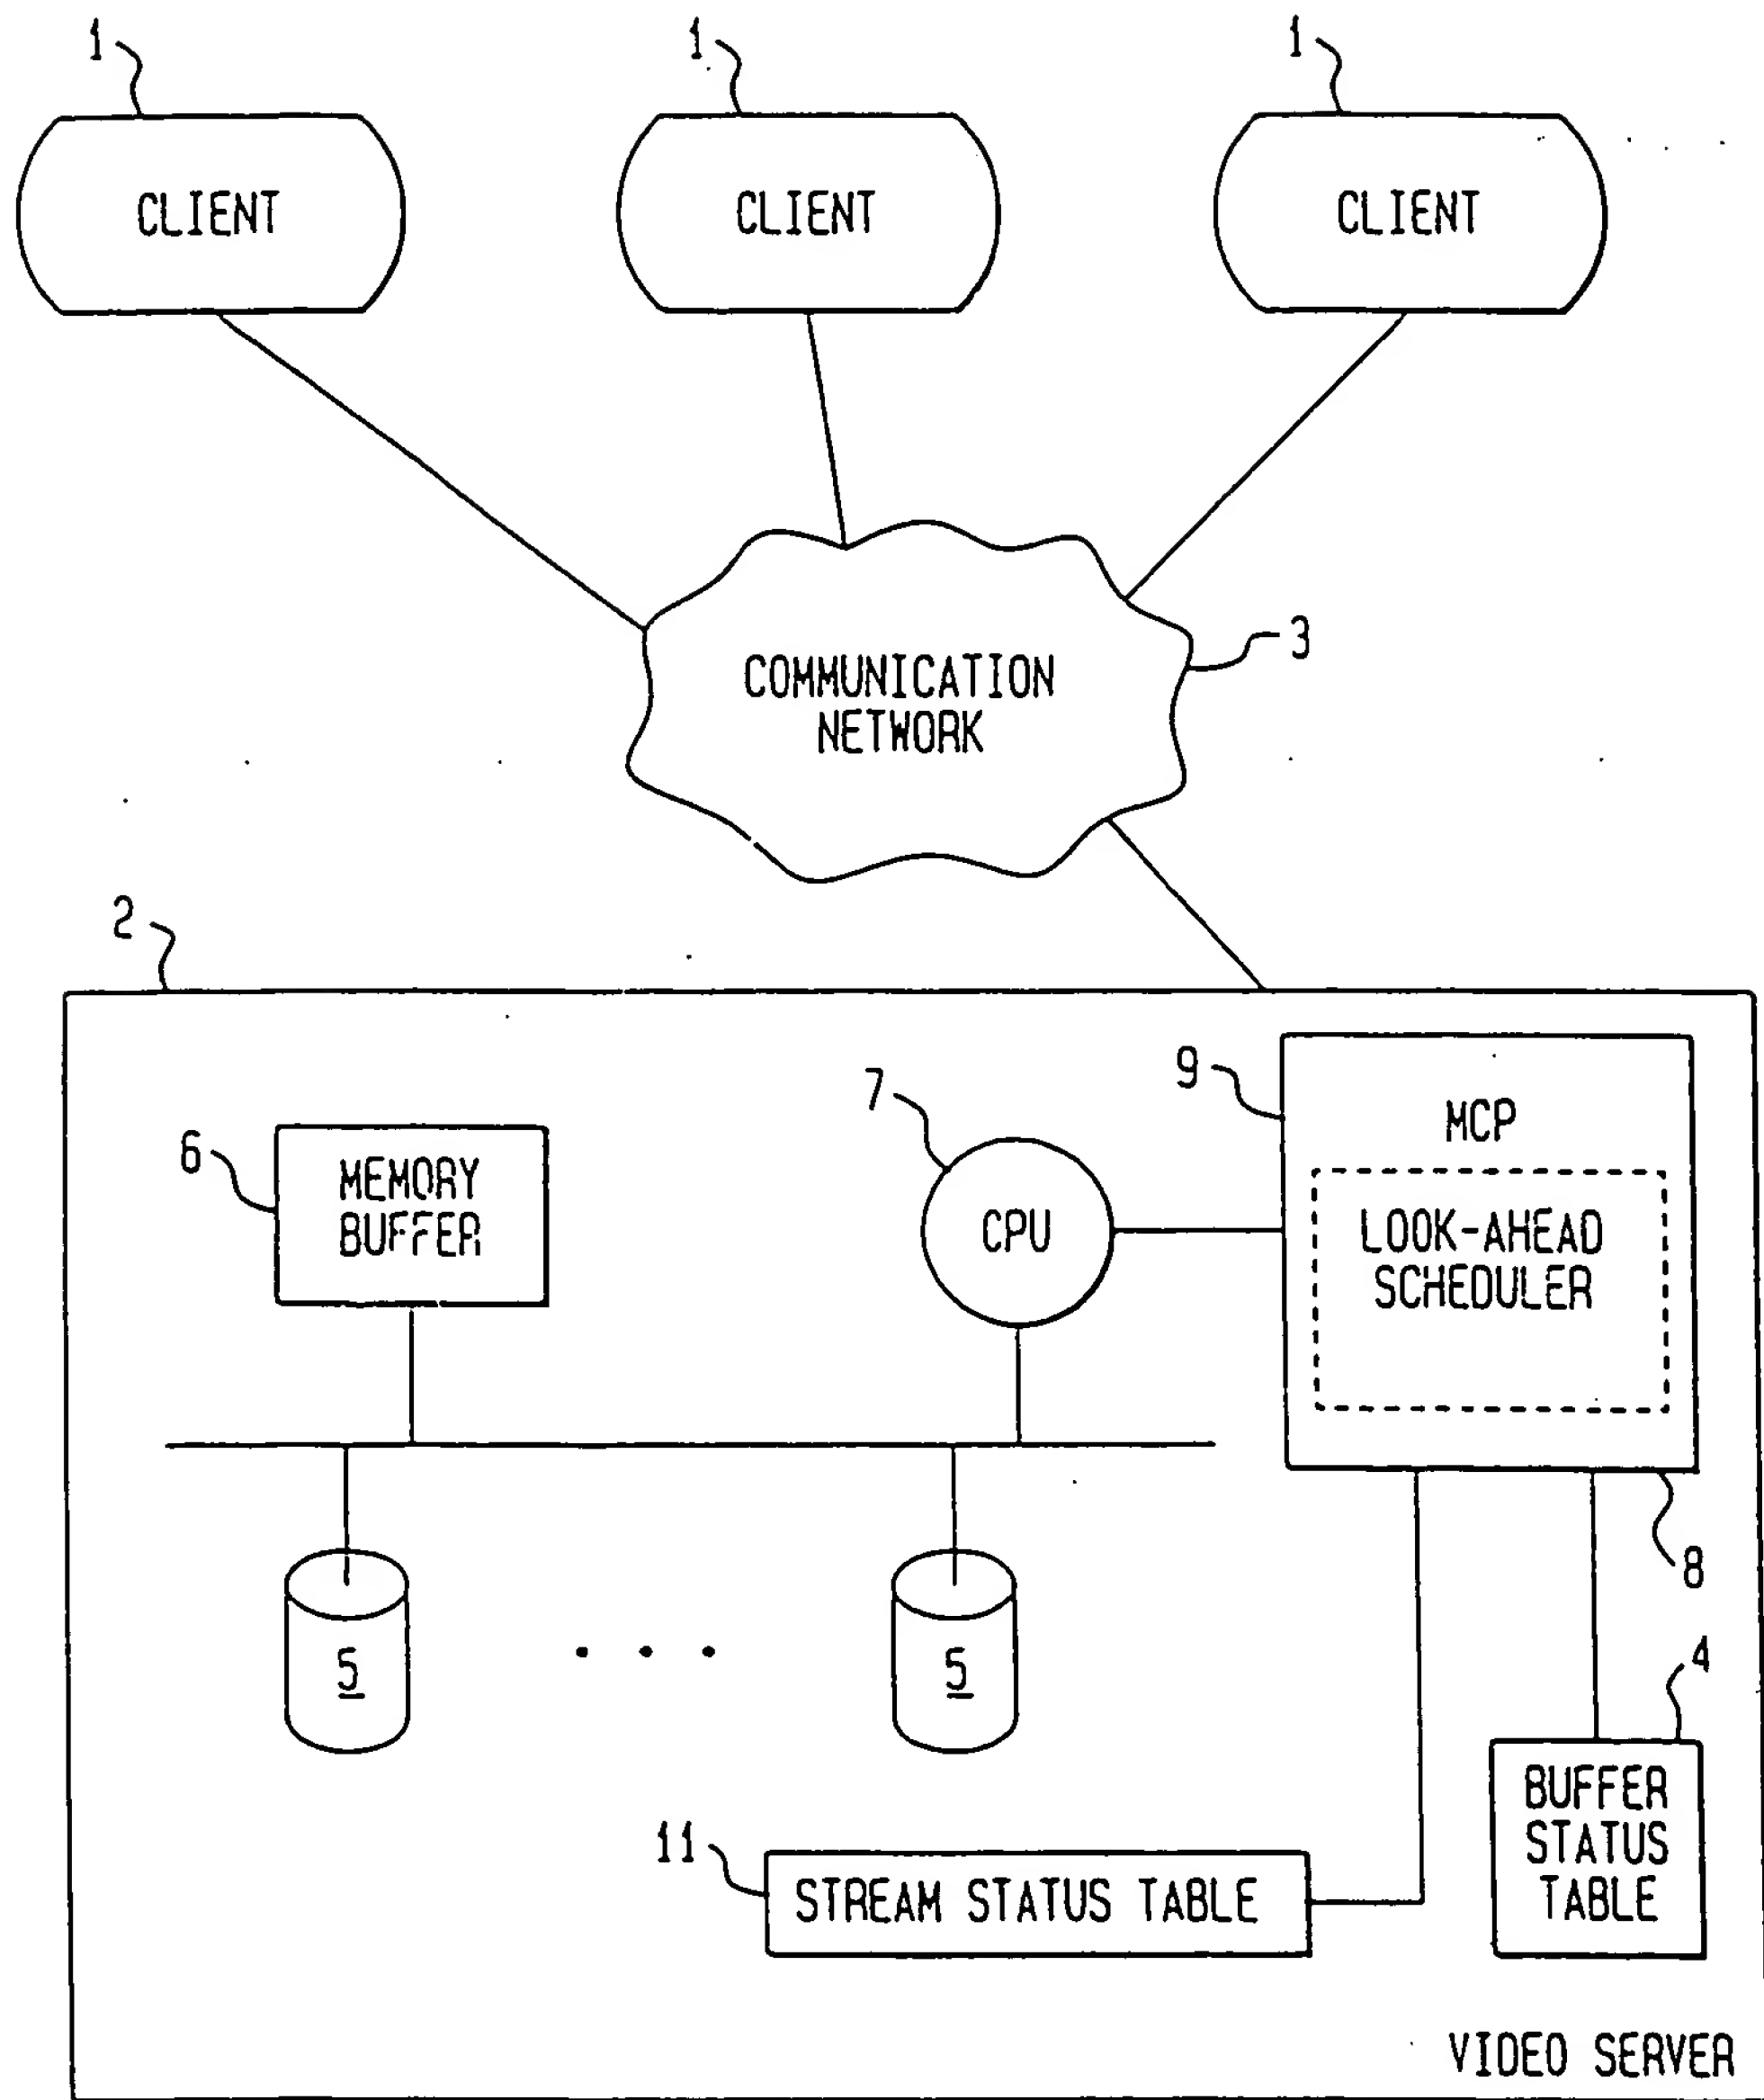 1
1
1
CLIENT
CLIENT
CLIENT
3
COMMUNICATION
NETWORK
2
9
7
MCP
6
MEMORY
BUFFER
CPU
LOOK-AHEAD
SCHEDULER
8
5
5
4
BUFFER
STATUS
TABLE
11
STREAM STATUS TABLE
VIDEO SERVER